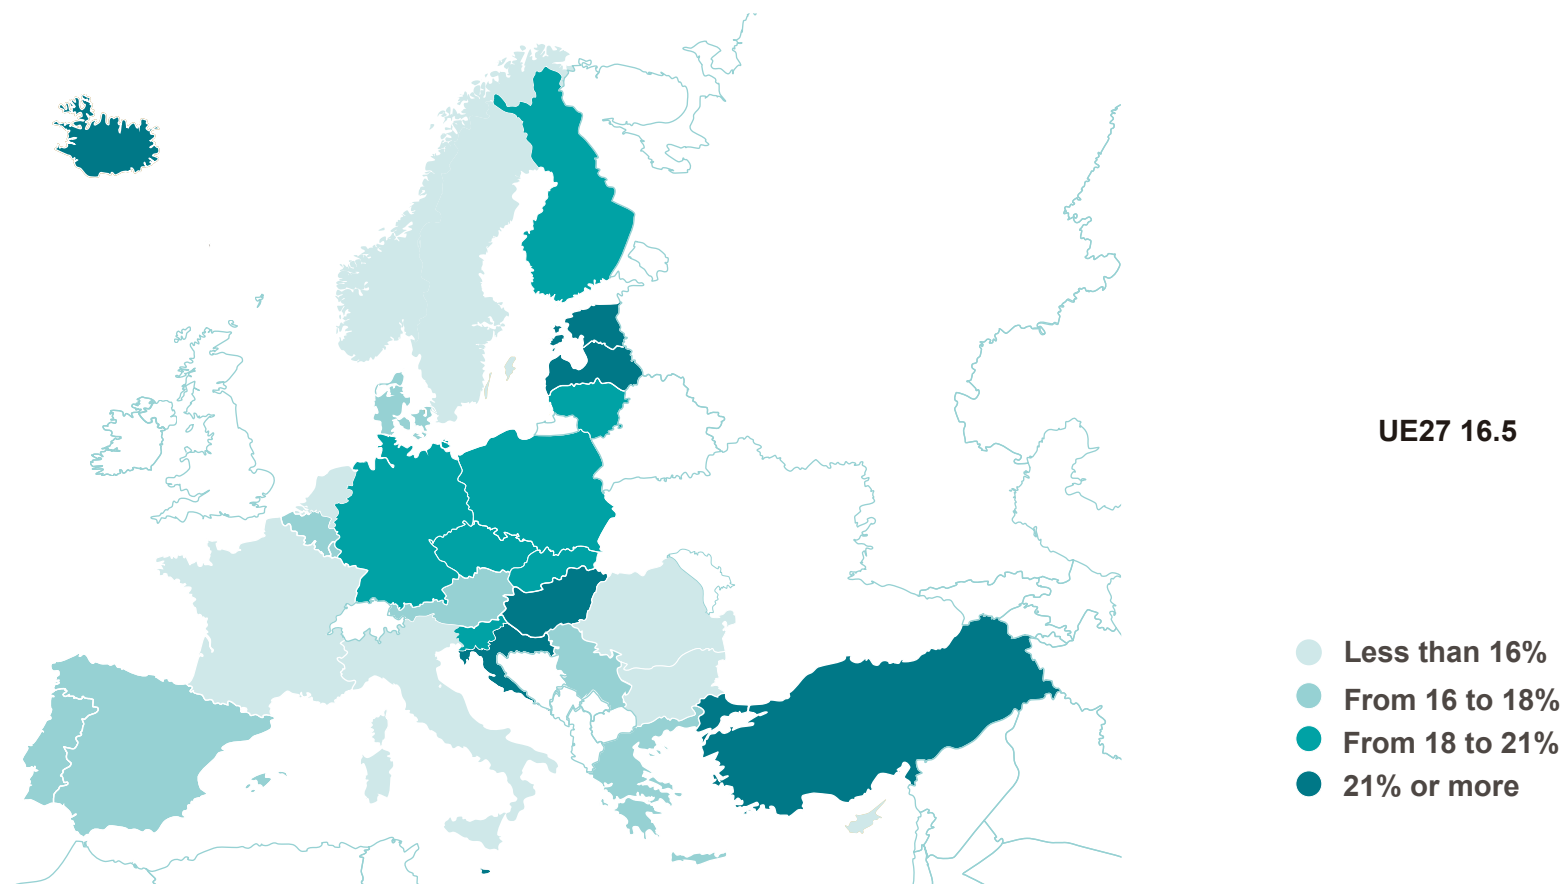 UE27 16.5
Less than 16%
From 16 to 18%
From 18 to 21%
21% or more